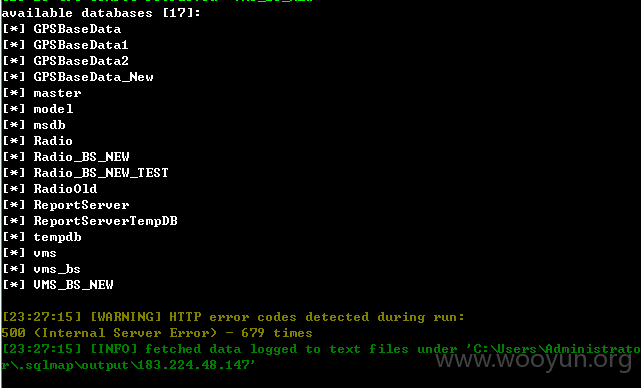 available databases [17]:
[*] GPSBaseData
[*] GPSBaseData1
[*] GPSBaseData2
[*] GPSBaseData_New
[*] master
[*] model
[*] msdb
[*] Radio
[*] Radio_BS_NEW
[*] Radio_BS_NEW_TEST
[*] RadioOld
[*] ReportServer
[*] ReportServerTempDB
[*] tempdb
[*] vms
[*] vms_bs
[*] VMS_BS_NEW
[23:27:15] [WARNING] HTTP error codes detected during run:
500 (Internal Server Error) - 679 times
[23:27:15] [INFO] fetched data logged to text files under 'C:\Users\Administrato
r\.sqlmap\output\183.224.48.147'
www.wooyun.org